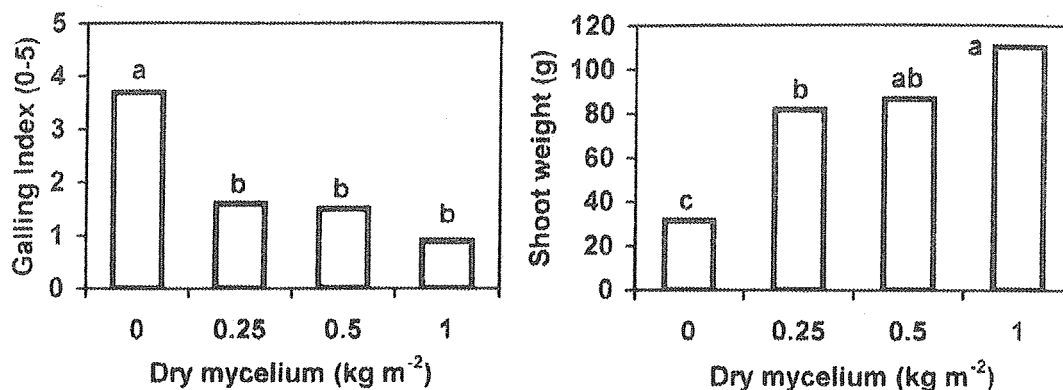 Galling Index (0-5)
5
4
3
2
1
0
a
b
b
b
0 0.25 0.5 1
Dry mycelium (kg m⁻²)
Shoot weight (g)
120
100
80
60
40
20
0
c
b
ab
a
0 0.25 0.5 1
Dry mycelium (kg m⁻²)